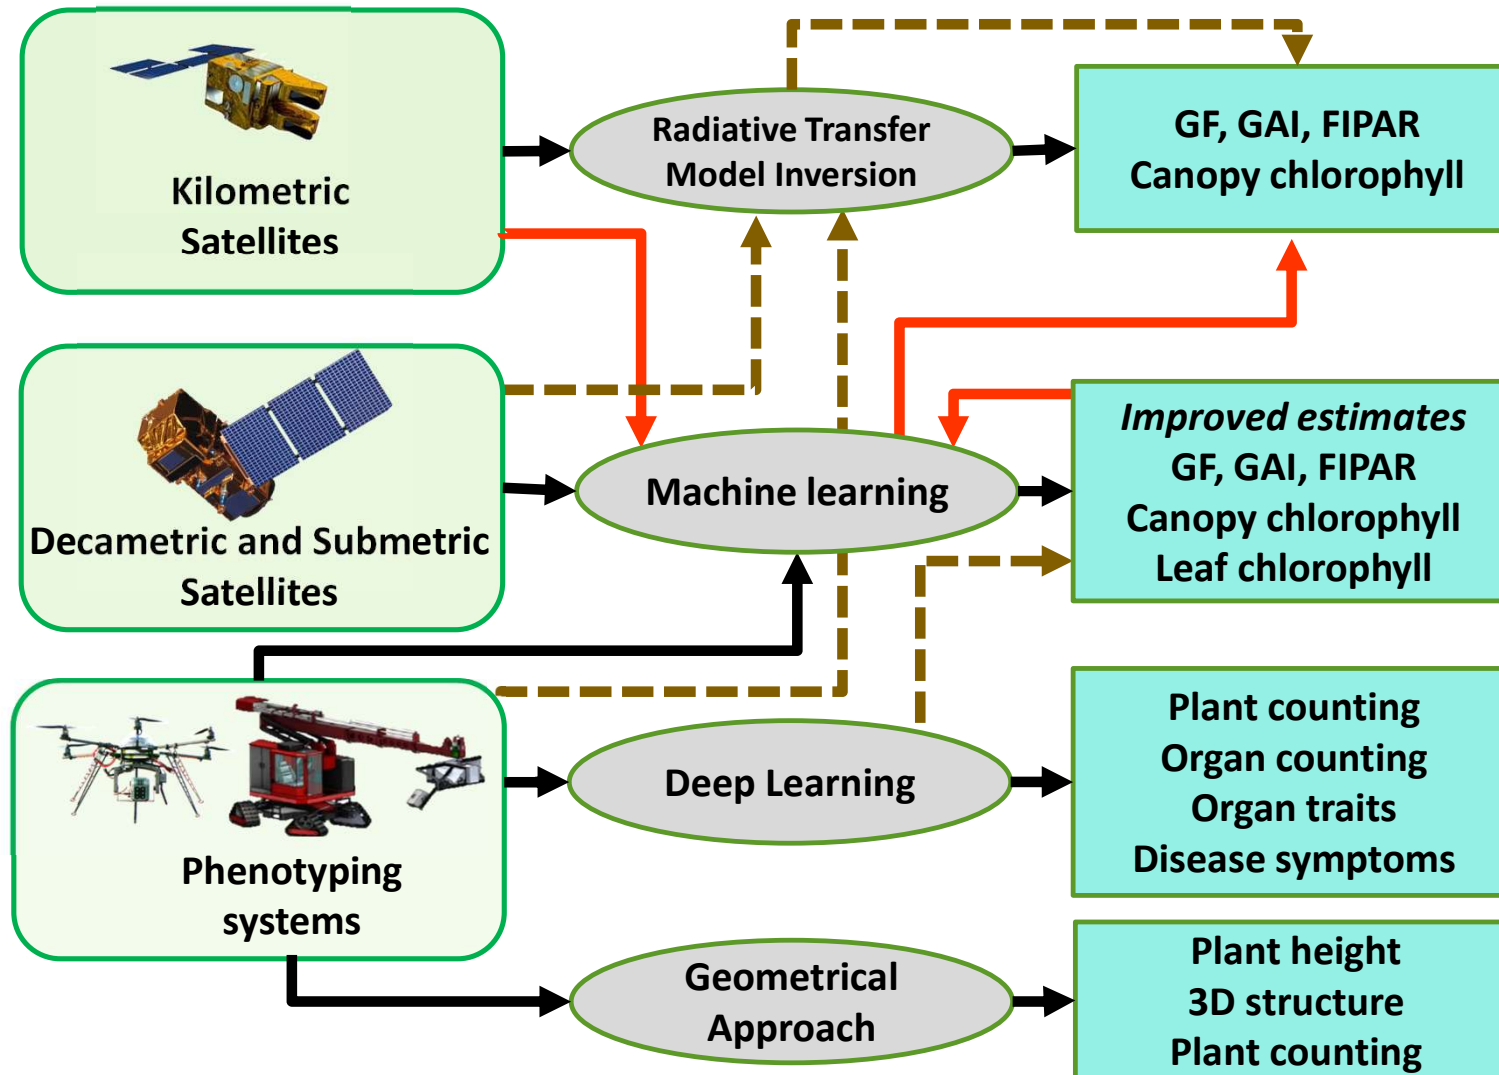 Kilometric
Satellites
Radiative Transfer
Model Inversion
GF, GAI, FIPAR
Canopy chlorophyll
Decametric and Submetric
Satellites
Machine learning
Improved estimates
GF, GAI, FIPAR
Canopy chlorophyll
Leaf chlorophyll
Phenotyping
systems
Deep Learning
Plant counting
Organ counting
Organ traits
Disease symptoms
Geometrical
Approach
Plant height
3D structure
Plant counting